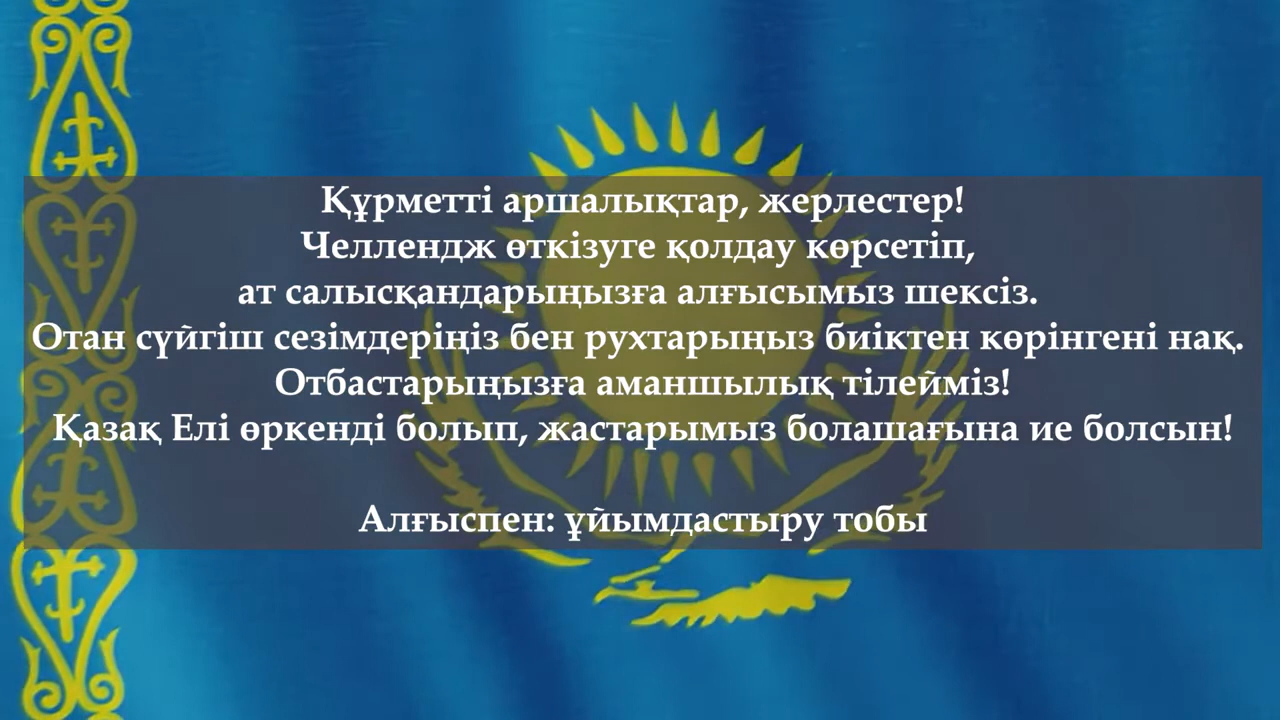 Құрметті аршалықтар, жерлестер!
Челлендж өткізуге қолдау көрсетіп,
ат салысқандарыңызға алғысымыз шексіз.
Отан сүйгіш сезімдеріңіз бен рухтарыңыз биіктен көрінгені нақ.
Отбастарыңызға аманшылық тілейміз!
Қазақ Елі өркенді болып, жастарымыз болашағына ие болсын!
Алғыспен: ұйымдастыру тобы